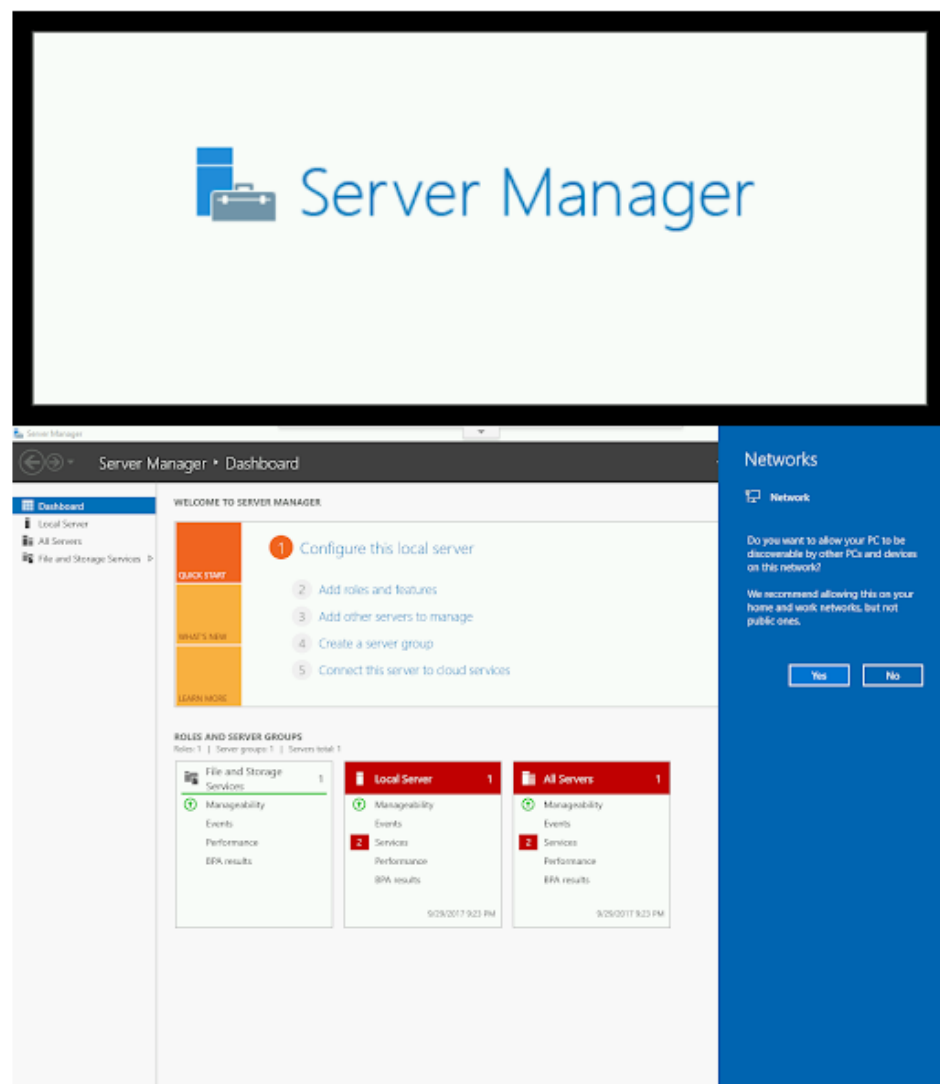 Server Manager
Server Manager
Server Manager • Dashboard
Dashboard
Local Server
All Servers
File and Storage Services
WELCOME TO SERVER MANAGER
QUICK START
WHAT'S NEW
LEARN MORE
1 Configure this local server
2 Add roles and features
3 Add other servers to manage
4 Create a server group
5 Connect this server to cloud services
ROLES AND SERVER GROUPS
Roles: 1 | Server groups: 1 | Servers total: 1
File and Storage 1
Services
Manageability
Events
Performance
BPA results
Local Server 1
Manageability
Events
2 Services
Performance
BPA results
9/29/2017 9:23 PM
All Servers 1
Manageability
Events
2 Services
Performance
BPA results
9/29/2017 9:23 PM
Networks
Network
Do you want to allow your PC to be
discoverable by other PCs and devices
on this network?
We recommend allowing this on your
home and work networks, but not
public ones.
Yes No